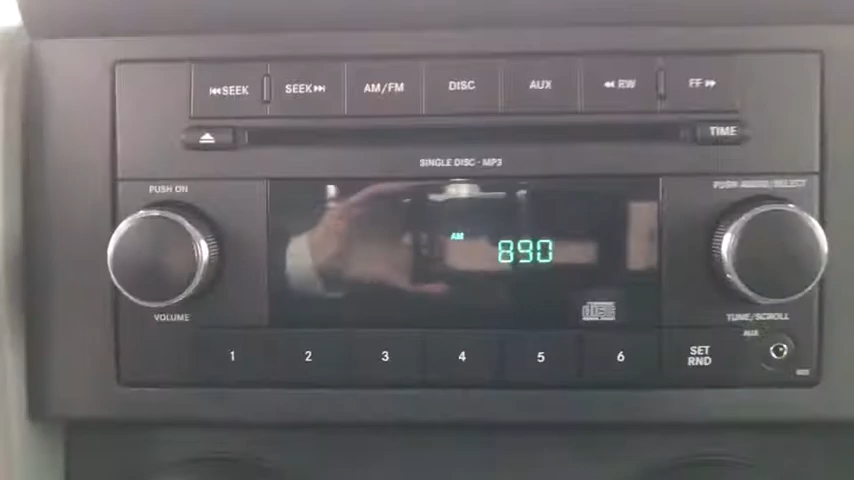 SEEK SEEK AM/FM DISC AUX RW FF
TIME
SINGLE DISC - MP3
PUSH ON PUSH AUDIO/SELECT
AM 890
VOLUME TUNE/SCROLL
AUX
1 2 3 4 5 6 SET RND